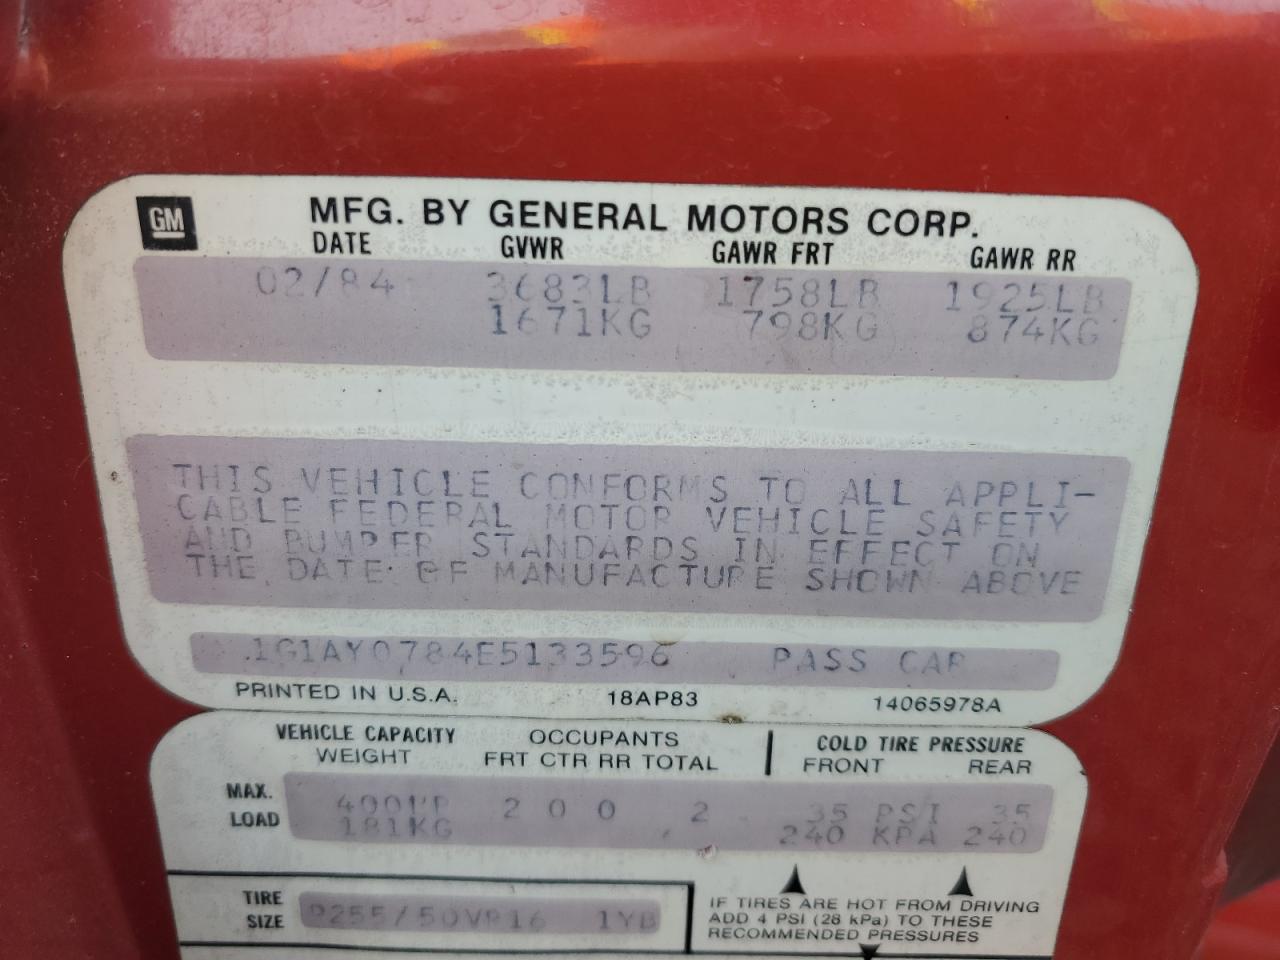 GM
MFG. BY GENERAL MOTORS CORP.
DATE GVWR GAWR FRT GAWR RR
02/84 3683LB 1758LB 1925LB
1671KG 798KG 874KG
THIS VEHICLE CONFORMS TO ALL APPLI-
CABLE FEDERAL MOTOR VEHICLE SAFETY
AND BUMPER STANDARDS IN EFFECT ON
THE DATE OF MANUFACTURE SHOWN ABOVE
1G1AY0784E5133596 PASS CAR
PRINTED IN U.S.A. 18AP83 14065978A
VEHICLE CAPACITY OCCUPANTS COLD TIRE PRESSURE
WEIGHT FRT CTR RR TOTAL FRONT REAR
MAX. LOAD 400LB 2 0 0 2 35 PSI 35
181KG 240 KPA 240
TIRE SIZE P255/50VR16 1YB
IF TIRES ARE HOT FROM DRIVING
ADD 4 PSI (28 kPa) TO THESE
RECOMMENDED PRESSURES